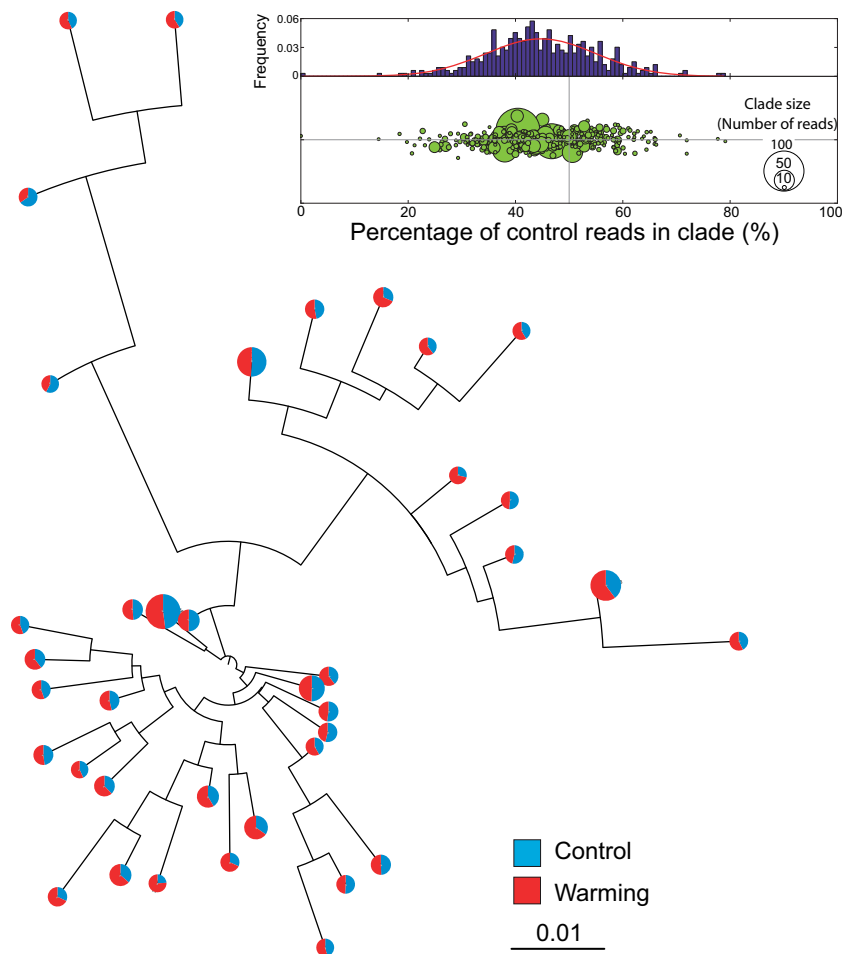 0.06
0.03
0
Frequency
Clade size
(Number of reads)
100
50
10
0 20 40 60 80 100
Percentage of control reads in clade (%)
Control
Warming
0.01